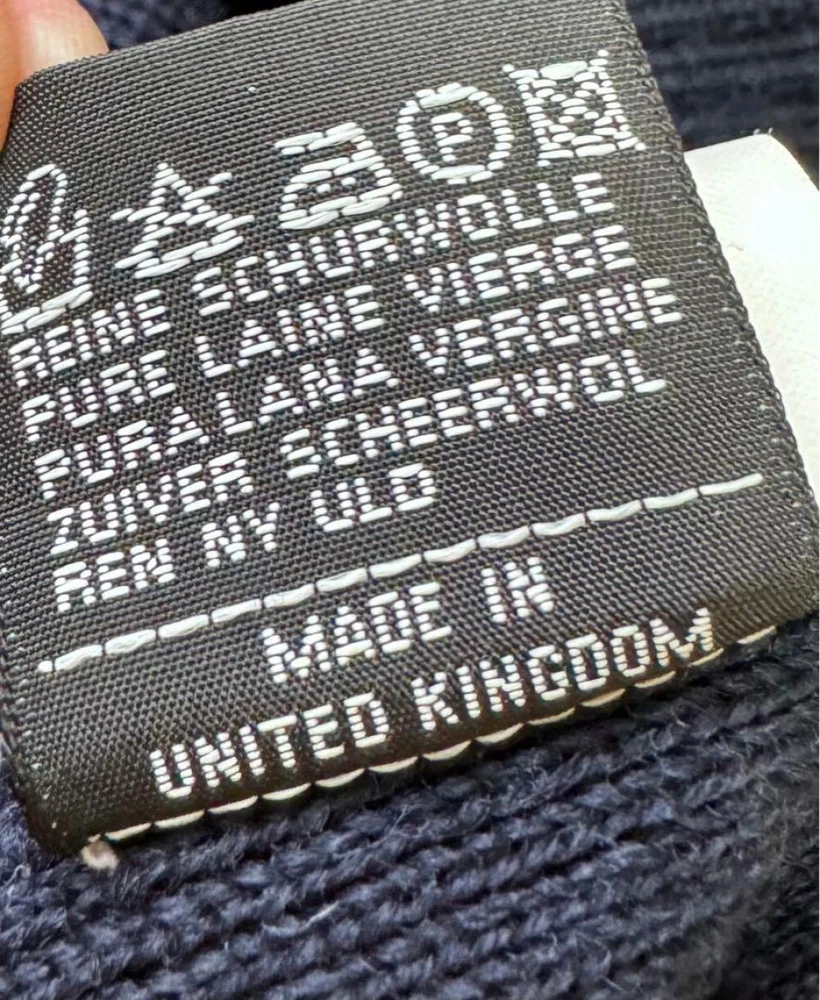 P
REINE SCHURWOLLE
PURE LAINE VIERGE
PURA LANA VERGINE
ZUIVER SCHEERWOL
REN NY ULD
MADE IN
UNITED KINGDOM